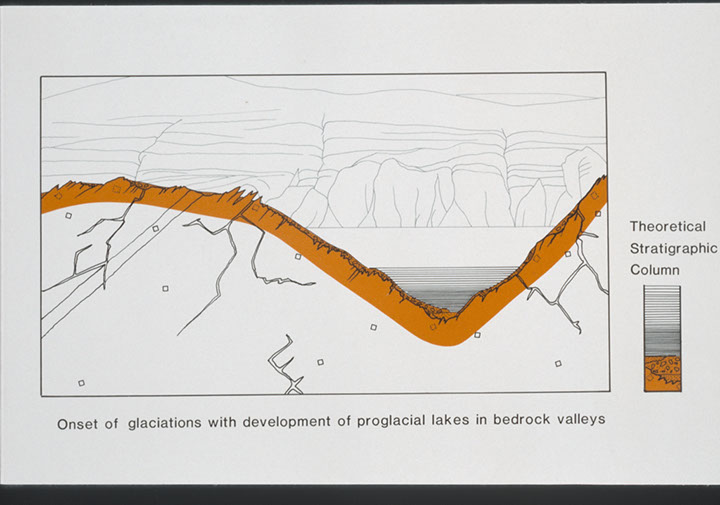 Theoretical
Stratigraphic
Column
Onset of glaciations with development of proglacial lakes in bedrock valleys